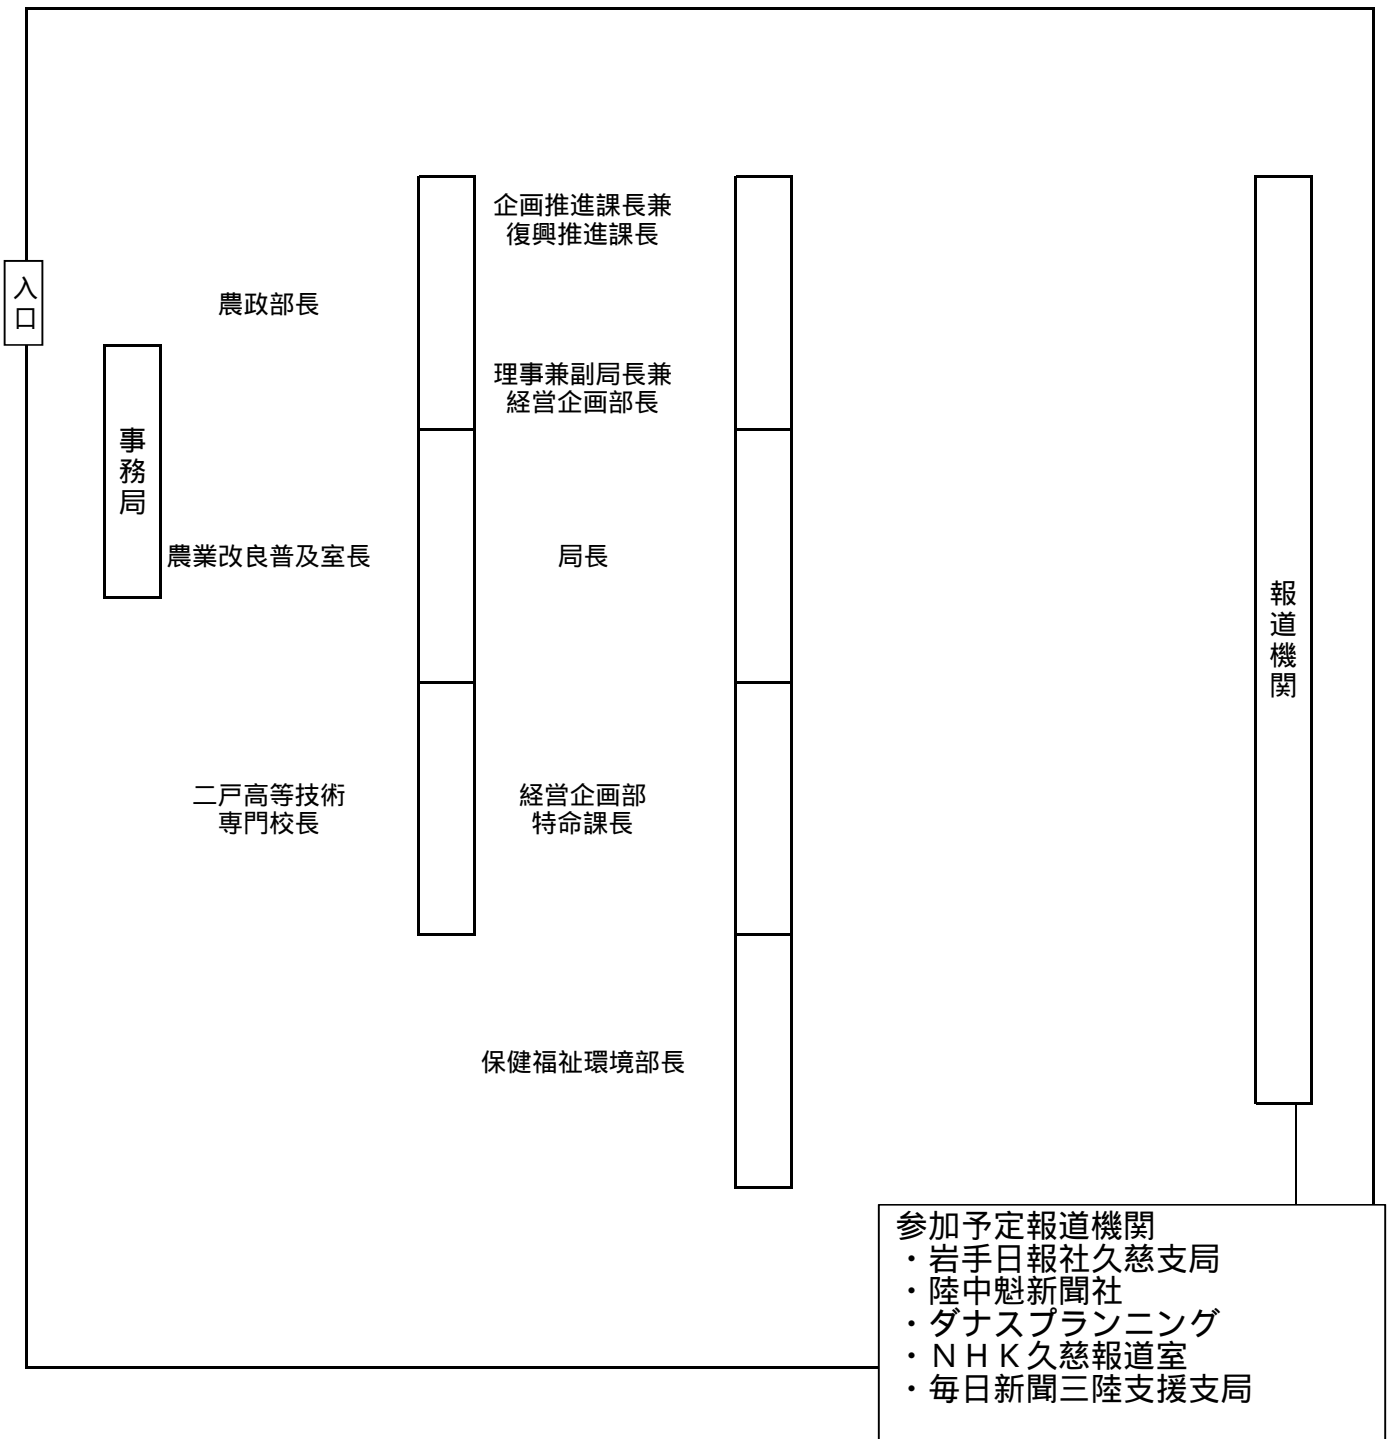 企画推進課長兼
復興推進課長
入口
農政部長
理事兼副局長兼
経営企画部長
事務局
農業改良普及室長
局長
報道機関
二戸高等技術
専門校長
経営企画部
特命課長
保健福祉環境部長
参加予定報道機関
・岩手日報社久慈支局
・陸中魁新聞社
・ダナスプランニング
・ＮＨＫ久慈報道室
・毎日新聞三陸支援支局